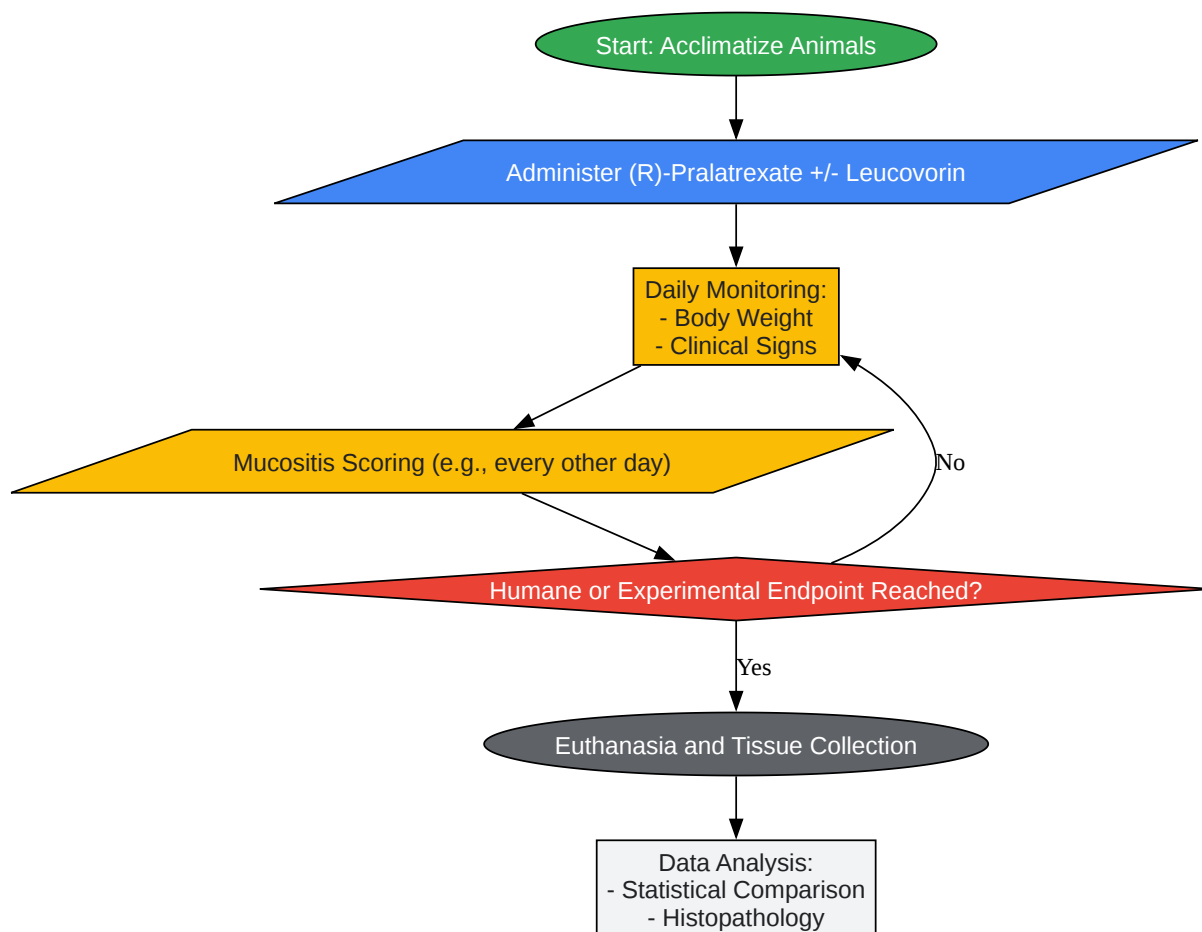 Start: Acclimatize Animals
Administer (R)-Pralatrexate +/- Leucovorin
Daily Monitoring:
- Body Weight
- Clinical Signs
Mucositis Scoring (e.g., every other day)
No
Humane or Experimental Endpoint Reached?
Yes
Euthanasia and Tissue Collection
Data Analysis:
- Statistical Comparison
- Histopathology